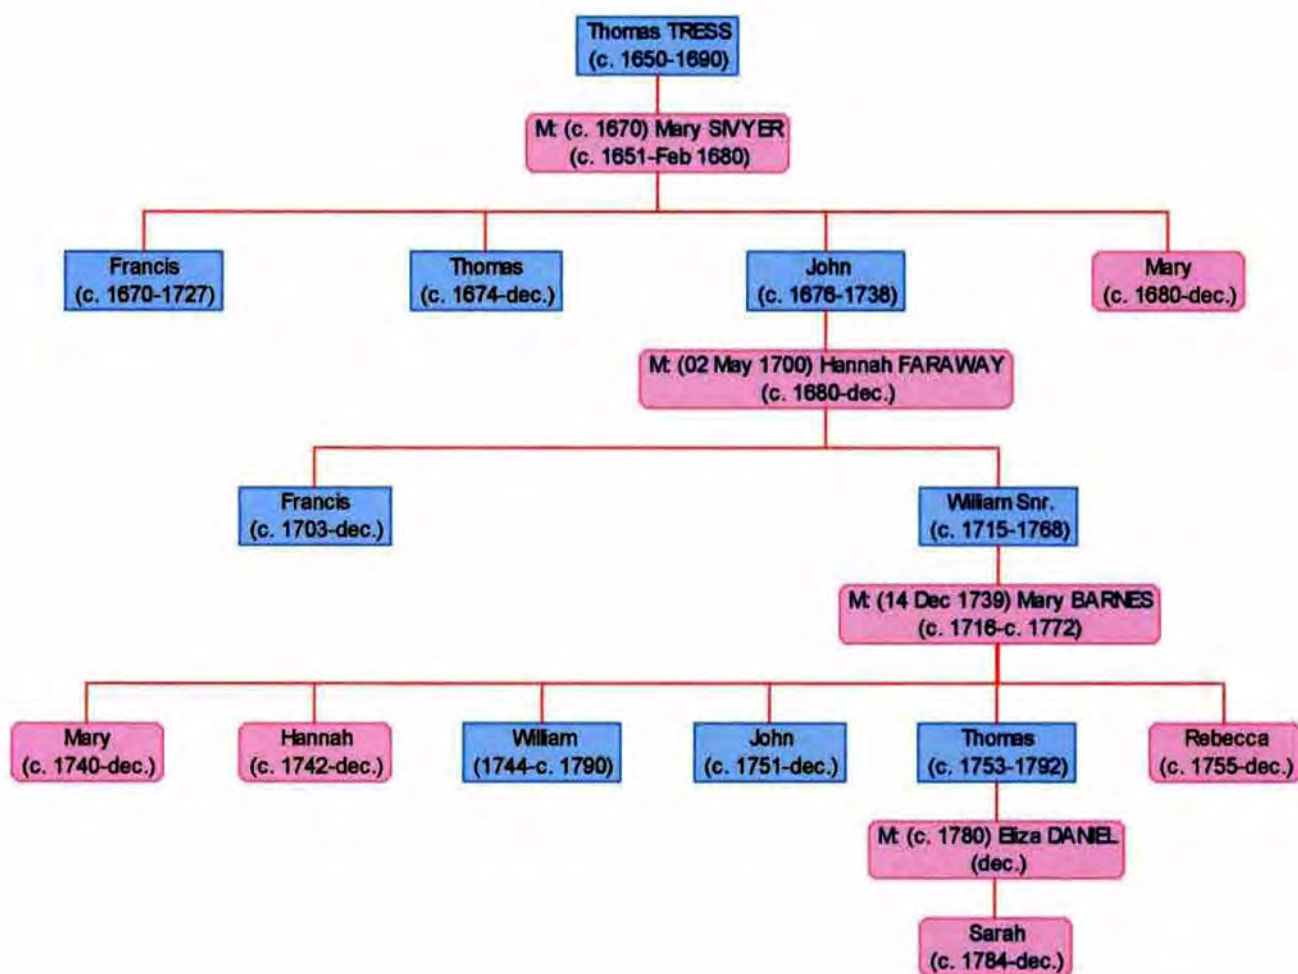 Thomas TRESS
(c. 1650-1690)
M: (c. 1670) Mary SIVYER
(c. 1651-Feb 1680)
Francis
(c. 1670-1727)
Thomas
(c. 1674-dec.)
John
(c. 1676-1738)
Mary
(c. 1680-dec.)
M: (02 May 1700) Hannah FARAWAY
(c. 1680-dec.)
Francis
(c. 1703-dec.)
William Snr.
(c. 1715-1768)
M: (14 Dec 1739) Mary BARNES
(c. 1716-c. 1772)
Mary
(c. 1740-dec.)
Hannah
(c. 1742-dec.)
William
(1744-c. 1790)
John
(c. 1751-dec.)
Thomas
(c. 1753-1792)
Rebecca
(c. 1755-dec.)
M: (c. 1780) Eliza DANIEL
(dec.)
Sarah
(c. 1784-dec.)